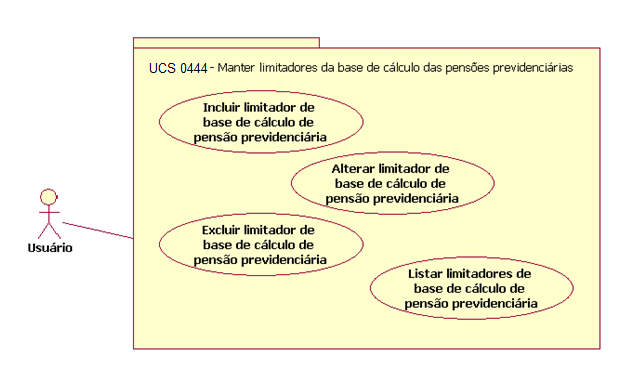 UCS 0444 - Manter limitadores da base de cálculo das pensões previdenciárias
Incluir limitador de
base de cálculo de
pensão previdenciária
Alterar limitador de
base de cálculo de
pensão previdenciária
Excluir limitador de
base de cálculo de
pensão previdenciária
Usuário
Listar limitadores de
base de cálculo de
pensão previdenciária